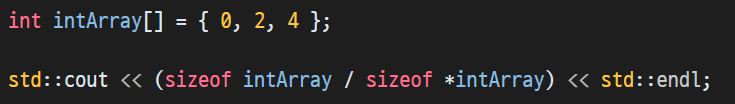 int intArray[] = { 0, 2, 4 };
std::cout << (sizeof intArray / sizeof *intArray) << std::endl;